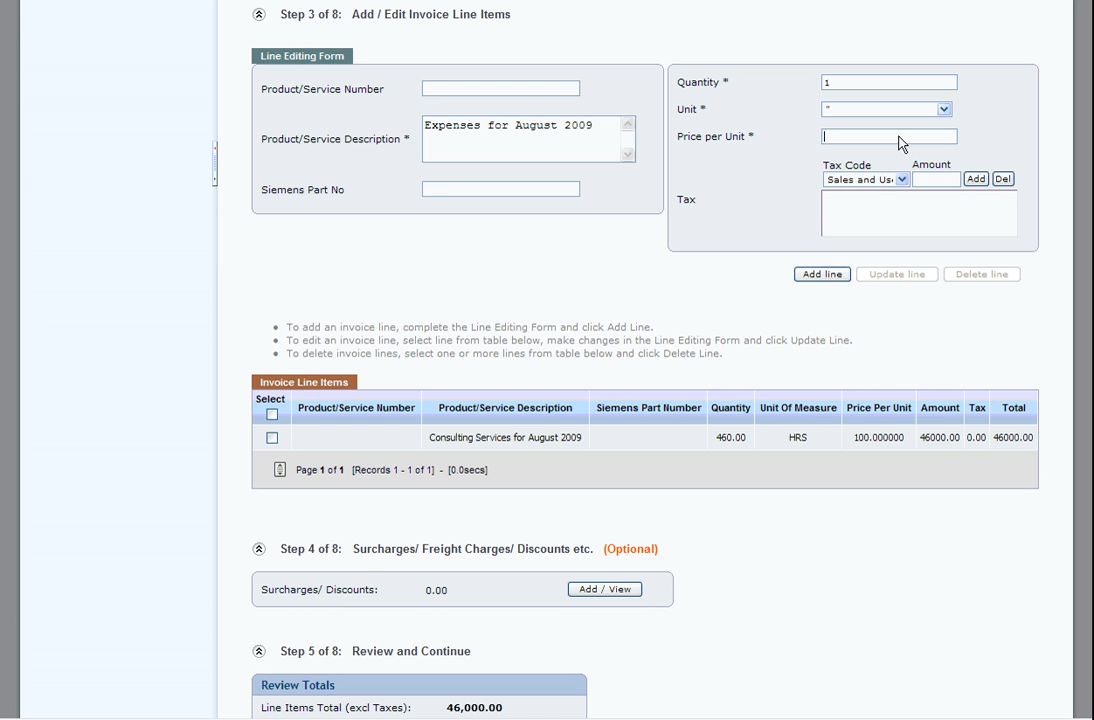 Step 3 of 8: Add / Edit Invoice Line Items
Line Editing Form
Product/Service Number
Product/Service Description *
Expenses for August 2009
Siemens Part No
Quantity *
1
Unit *
"
Price per Unit *
Tax Code
Amount
Sales and Us
Add
Del
Tax
Add line
Update line
Delete line
• To add an invoice line, complete the Line Editing Form and click Add Line.
• To edit an invoice line, select line from table below, make changes in the Line Editing Form and click Update Line.
• To delete invoice lines, select one or more lines from table below and click Delete Line.
Invoice Line Items
Select Product/Service Number Product/Service Description Siemens Part Number Quantity Unit Of Measure Price Per Unit Amount Tax Total
Consulting Services for August 2009 460.00 HRS 100.000000 46000.00 0.00 46000.00
Page 1 of 1 [Records 1 - 1 of 1] - [0.0secs]
Step 4 of 8: Surcharges/ Freight Charges/ Discounts etc. (Optional)
Surcharges/ Discounts: 0.00 Add / View
Step 5 of 8: Review and Continue
Review Totals
Line Items Total (excl Taxes): 46,000.00